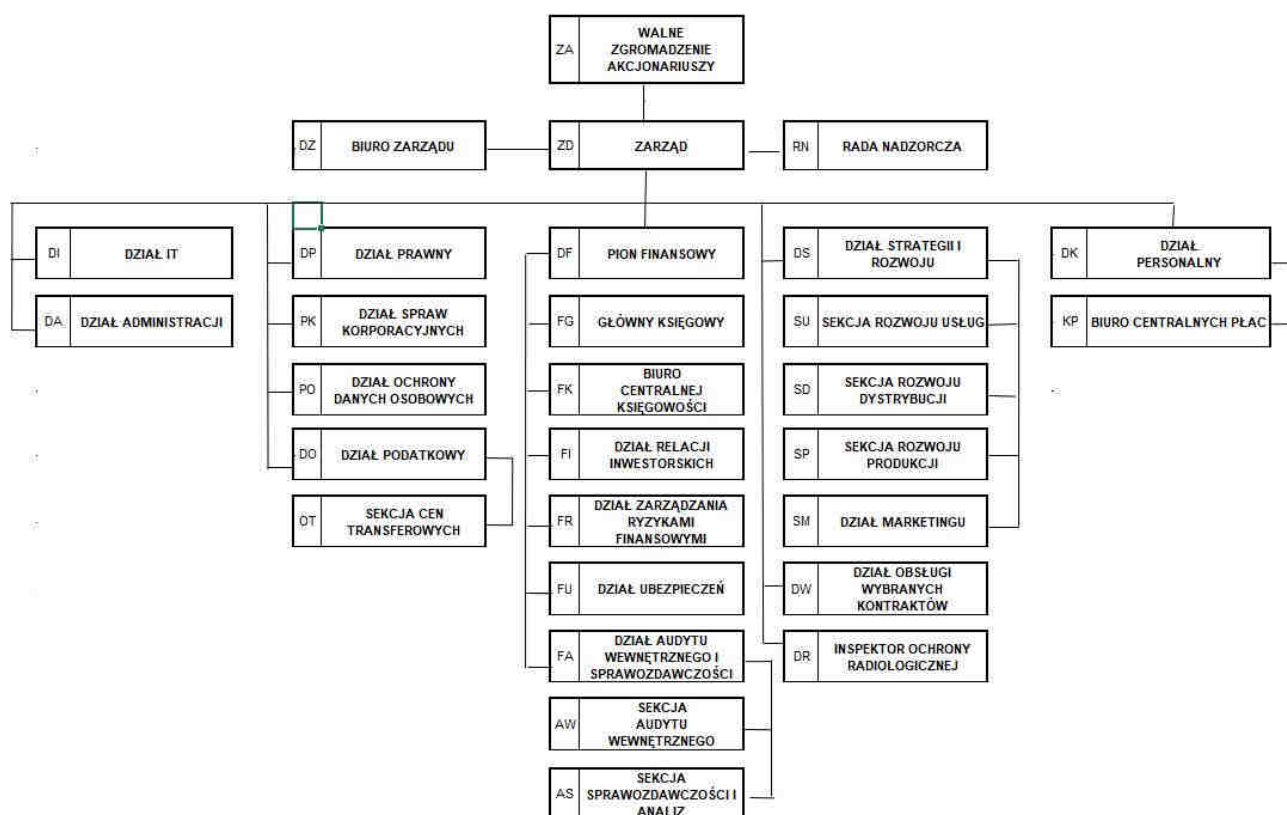 ZA
WALNE
ZGROMADZENIE
AKCJONARIUSZY
DZ
BIURO ZARZĄDU
ZD
ZARZĄD
RN
RADA NADZORCZA
DI
DZIAŁ IT
DA
DZIAŁ ADMINISTRACJI
DP
DZIAŁ PRAWNY
PK
DZIAŁ SPRAW
KORPORACYJNYCH
PO
DZIAŁ OCHRONY
DANYCH OSOBOWYCH
DO
DZIAŁ PODATKOWY
OT
SEKCJA CEN
TRANSFEROWYCH
DF
PION FINANSOWY
FG
GŁÓWNY KSIĘGOWY
FK
BIURO
CENTRALNEJ
KSIĘGOWOŚCI
FI
DZIAŁ RELACJI
INWESTORSKICH
FR
DZIAŁ ZARZĄDZANIA
RYZYKAMI
FINANSOWYMI
FU
DZIAŁ UBEZPIECZEŃ
FA
DZIAŁ AUDYTU
WEWNĘTRZNEGO I
SPRAWOZDAWCZOŚCI
AW
SEKCJA
AUDYTU
WEWNĘTRZNEGO
AS
SEKCJA
SPRAWOZDAWCZOŚCI I
ANALIZ
DS
DZIAŁ STRATEGII I
ROZWOJU
SU
SEKCJA ROZWOJU USŁUG
SD
SEKCJA ROZWOJU
DYSTRYBUCJI
SP
SEKCJA ROZWOJU
PRODUKCJI
SM
DZIAŁ MARKETINGU
DW
DZIAŁ OBSŁUGI
WYBRANYCH
KONTRAKTÓW
DR
INSPEKTOR OCHRONY
RADIOLOGICZNEJ
DK
DZIAŁ
PERSONALNY
KP
BIURO CENTRALNYCH PŁAC